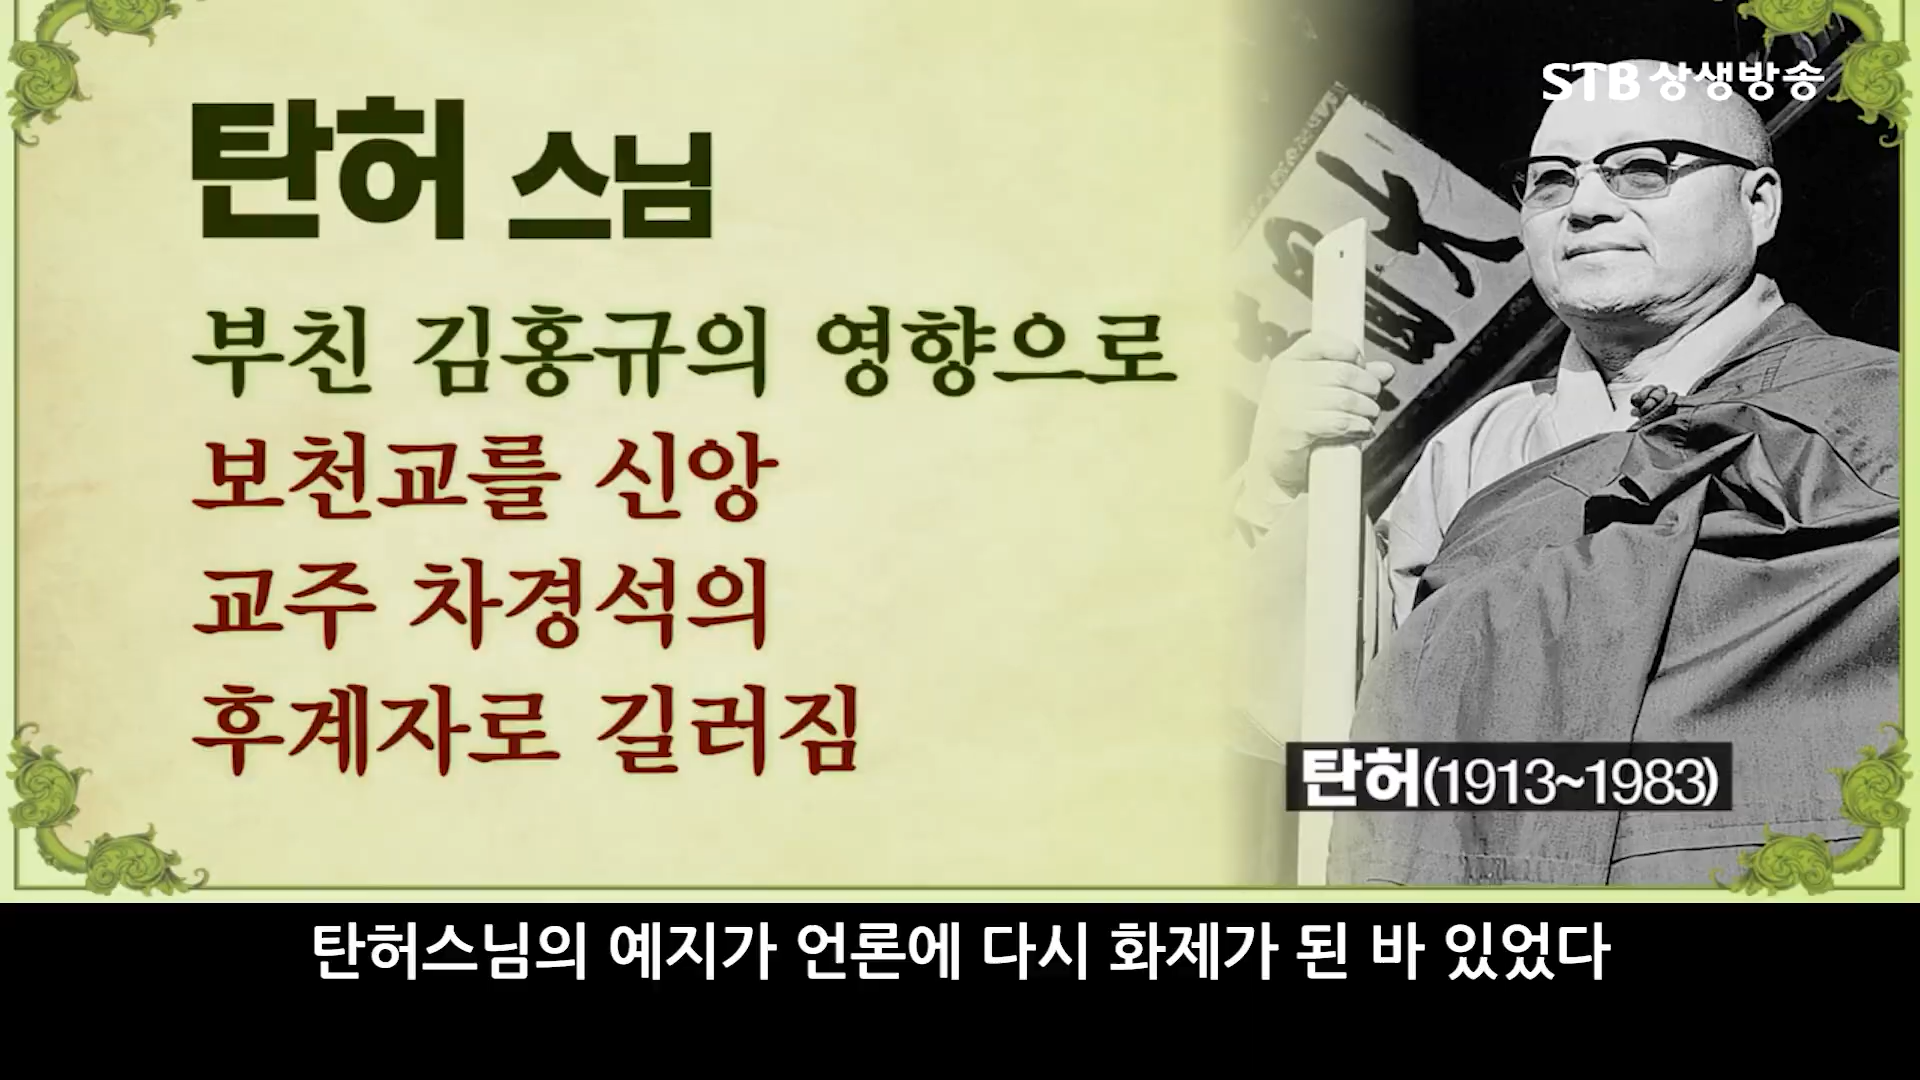 STB 상생방송
탄허 스님
부친 김홍규의 영향으로
보천교를 신앙
교주 차경석의
후계자로 길러짐
탄허(1913~1983)
탄허스님의 예지가 언론에 다시 화제가 된 바 있었다